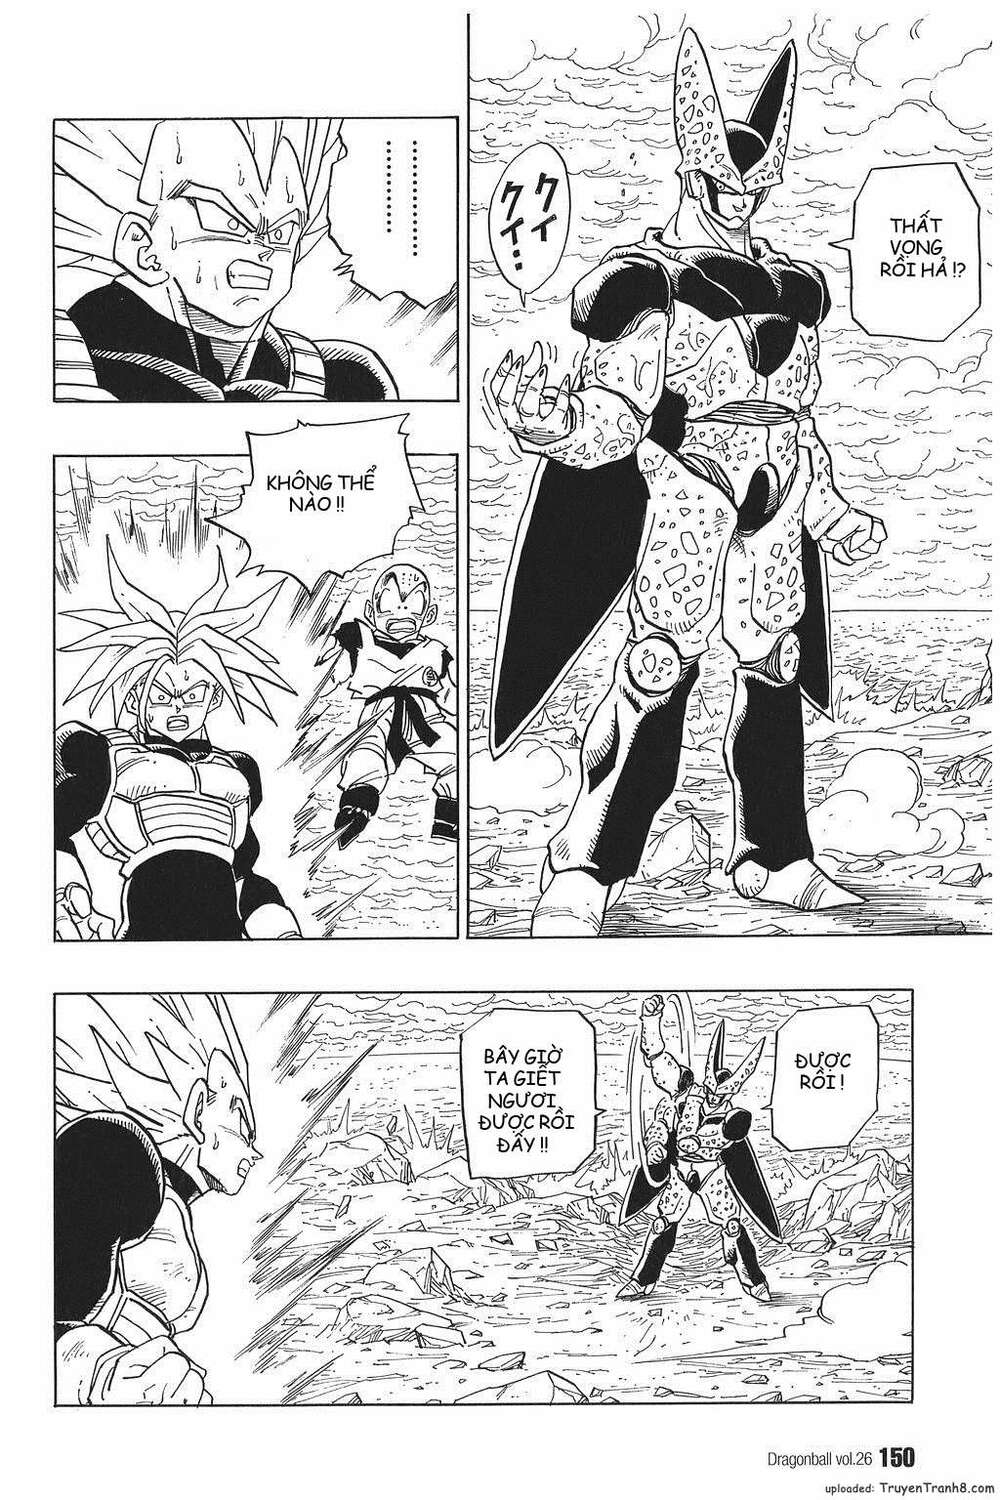 THẤT
VỌNG
RỒI HẢ !?
クイ
クイ‥
………
………
KHÔNG THỂ
NÀO !!
ĐƯỢC
RỒI !
BÂY GIỜ
TA GIẾT
NGƯƠI
ĐƯỢC RỒI
ĐẤY !!
Dragonball vol.26 150
uploaded: TruyenTranh8.com